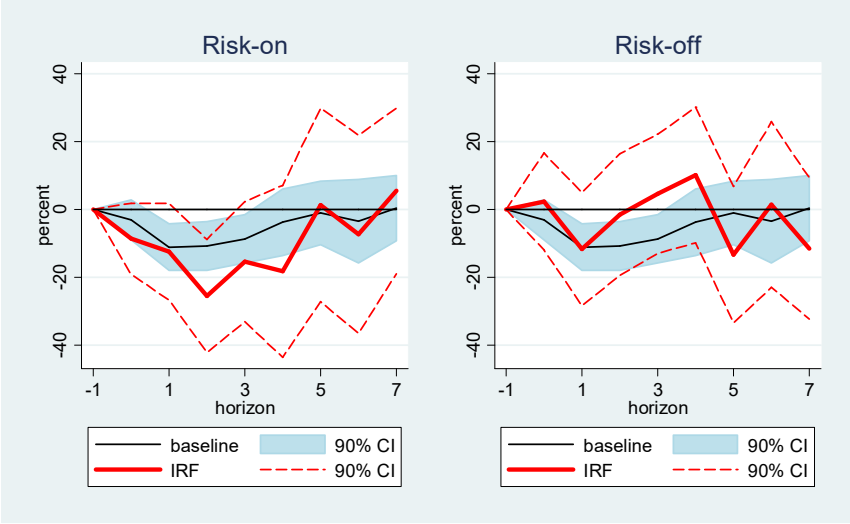 Risk-on
40
20
0
-20
-40
percent
-1 1 3 5 7
horizon
baseline 90% CI
IRF 90% CI
Risk-off
40
20
0
-20
-40
percent
-1 1 3 5 7
horizon
baseline 90% CI
IRF 90% CI